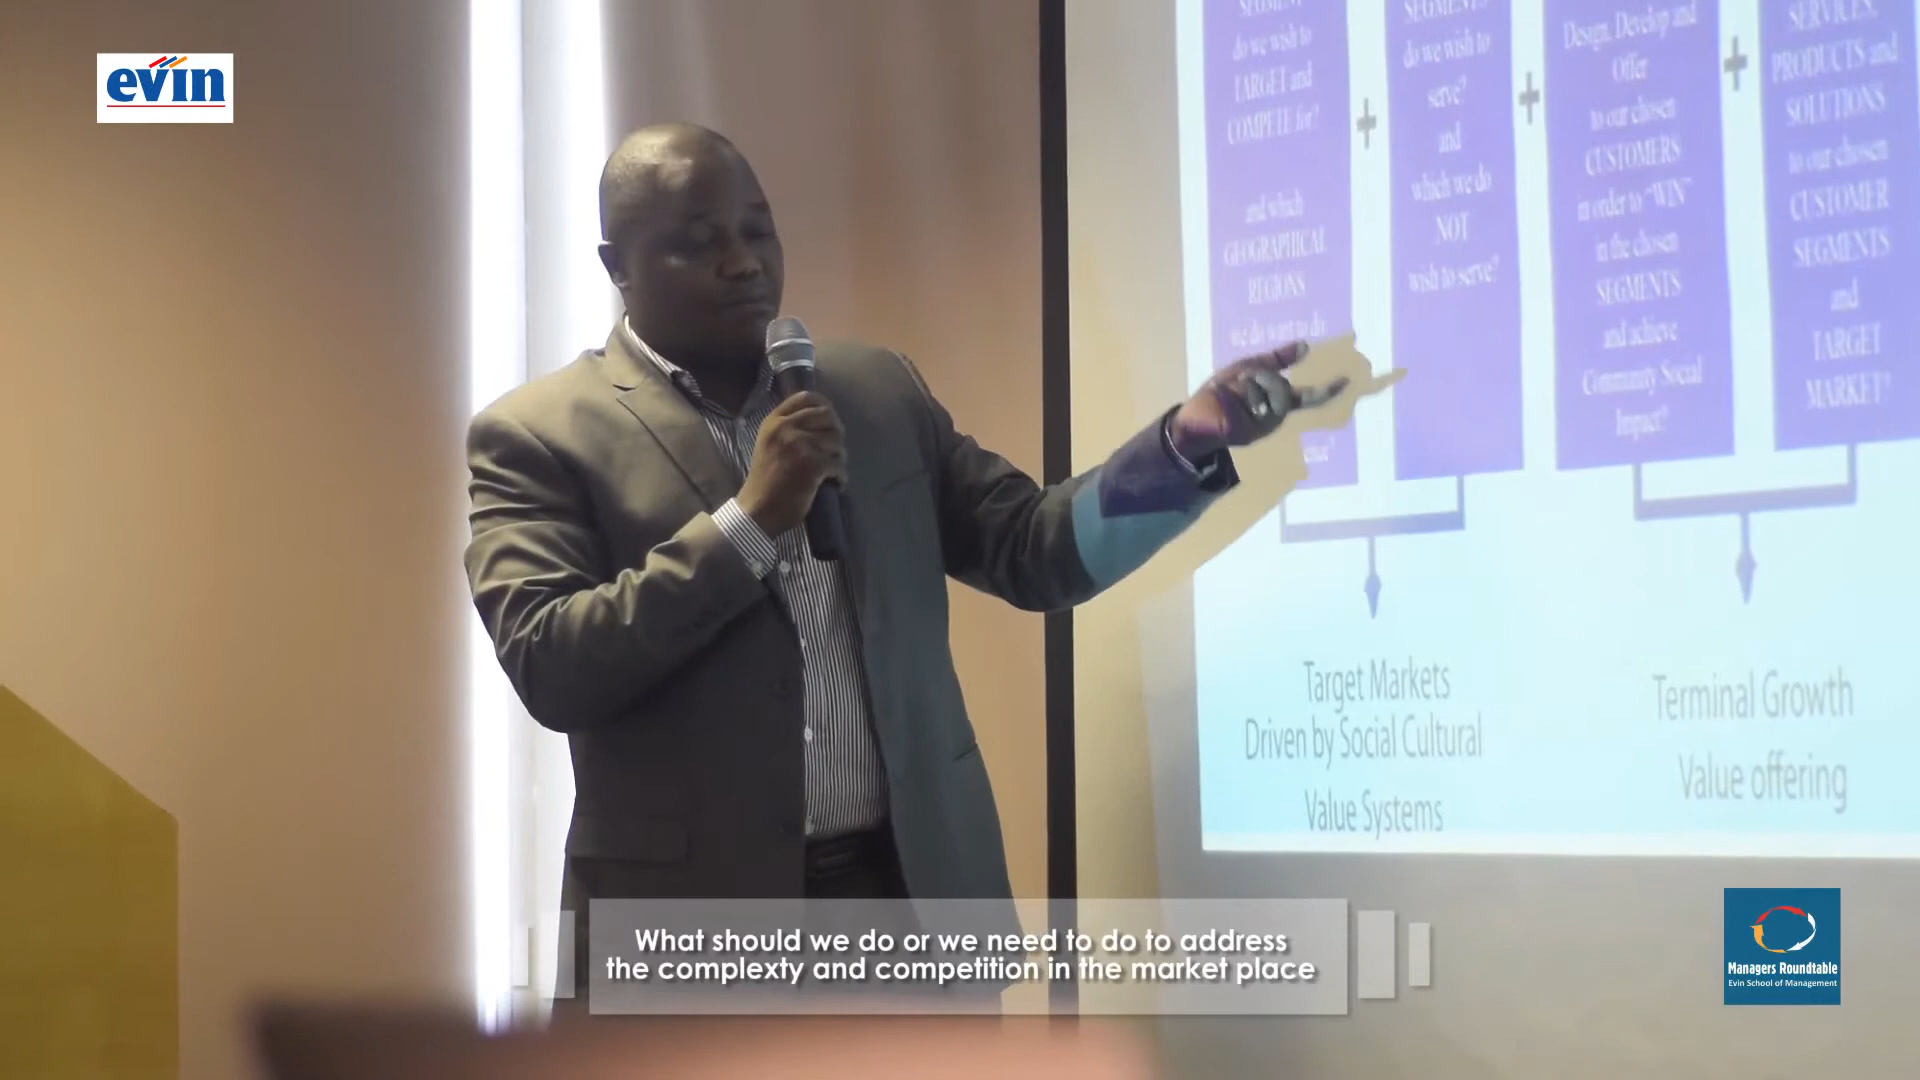 evin
SEGMENT
do we wish to
TARGET and
COMPETE for?
and which
GEOGRAPHICAL
REGIONS
we do want to do
+
SEGMENTS
do we wish to
serve?
and
which we do
NOT
wish to serve?
+
Design, Develop and
Offer
to our chosen
CUSTOMERS
in order to "WIN"
in the chosen
SEGMENTS
and achieve
Community Social
Impact?
+
SERVICES,
PRODUCTS and
SOLUTIONS
to our chosen
CUSTOMER
SEGMENTS
and
TARGET
MARKET?
Target Markets
Driven by Social Cultural
Value Systems
Terminal Growth
Value offering
What should we do or we need to do to address
the complexty and competition in the market place
Managers Roundtable
Evin School of Management